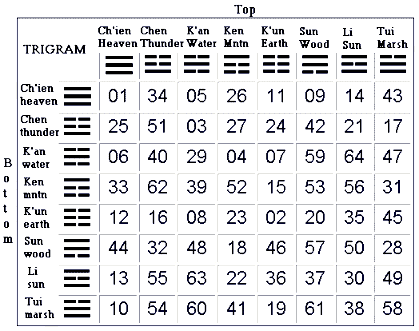 Top
TRIGRAM Ch'ien Heaven Chen Thunder K'an Water Ken Mntn K'un Earth Sun Wood Li Sun Tui Marsh
Bottom
Ch'ien heaven 01 34 05 26 11 09 14 43
Chen thunder 25 51 03 27 24 42 21 17
K'an water 06 40 29 04 07 59 64 47
Ken mntn 33 62 39 52 15 53 56 31
K'un earth 12 16 08 23 02 20 35 45
Sun wood 44 32 48 18 46 57 50 28
Li sun 13 55 63 22 36 37 30 49
Tui marsh 10 54 60 41 19 61 38 58